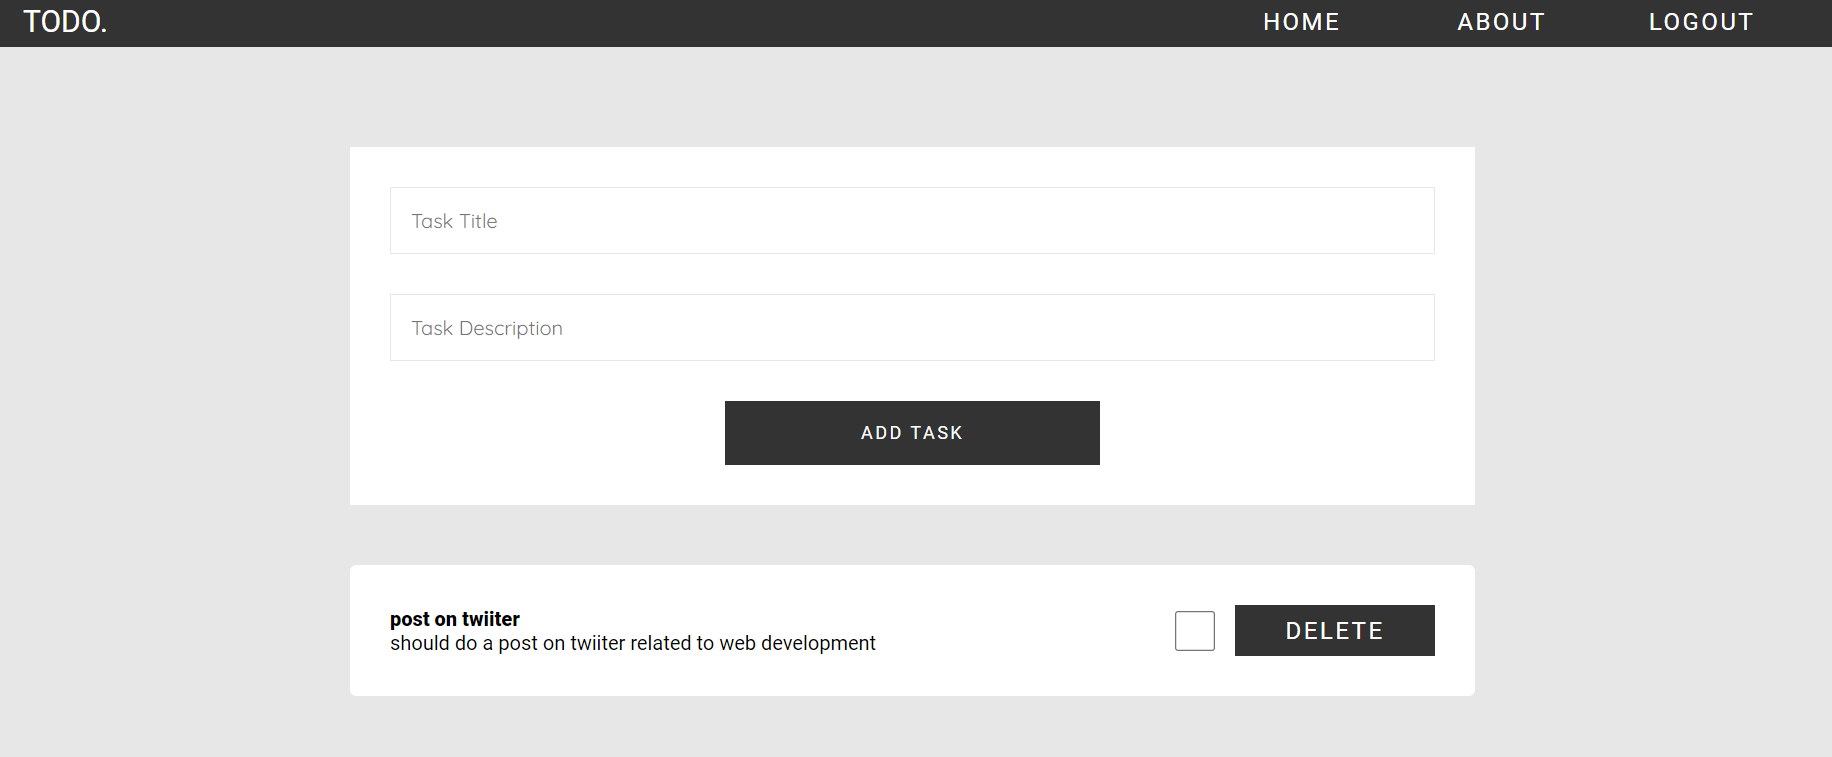 TODO.
HOME ABOUT LOGOUT
Task Title
Task Description
ADD TASK
post on twiiter
should do a post on twiiter related to web development
DELETE